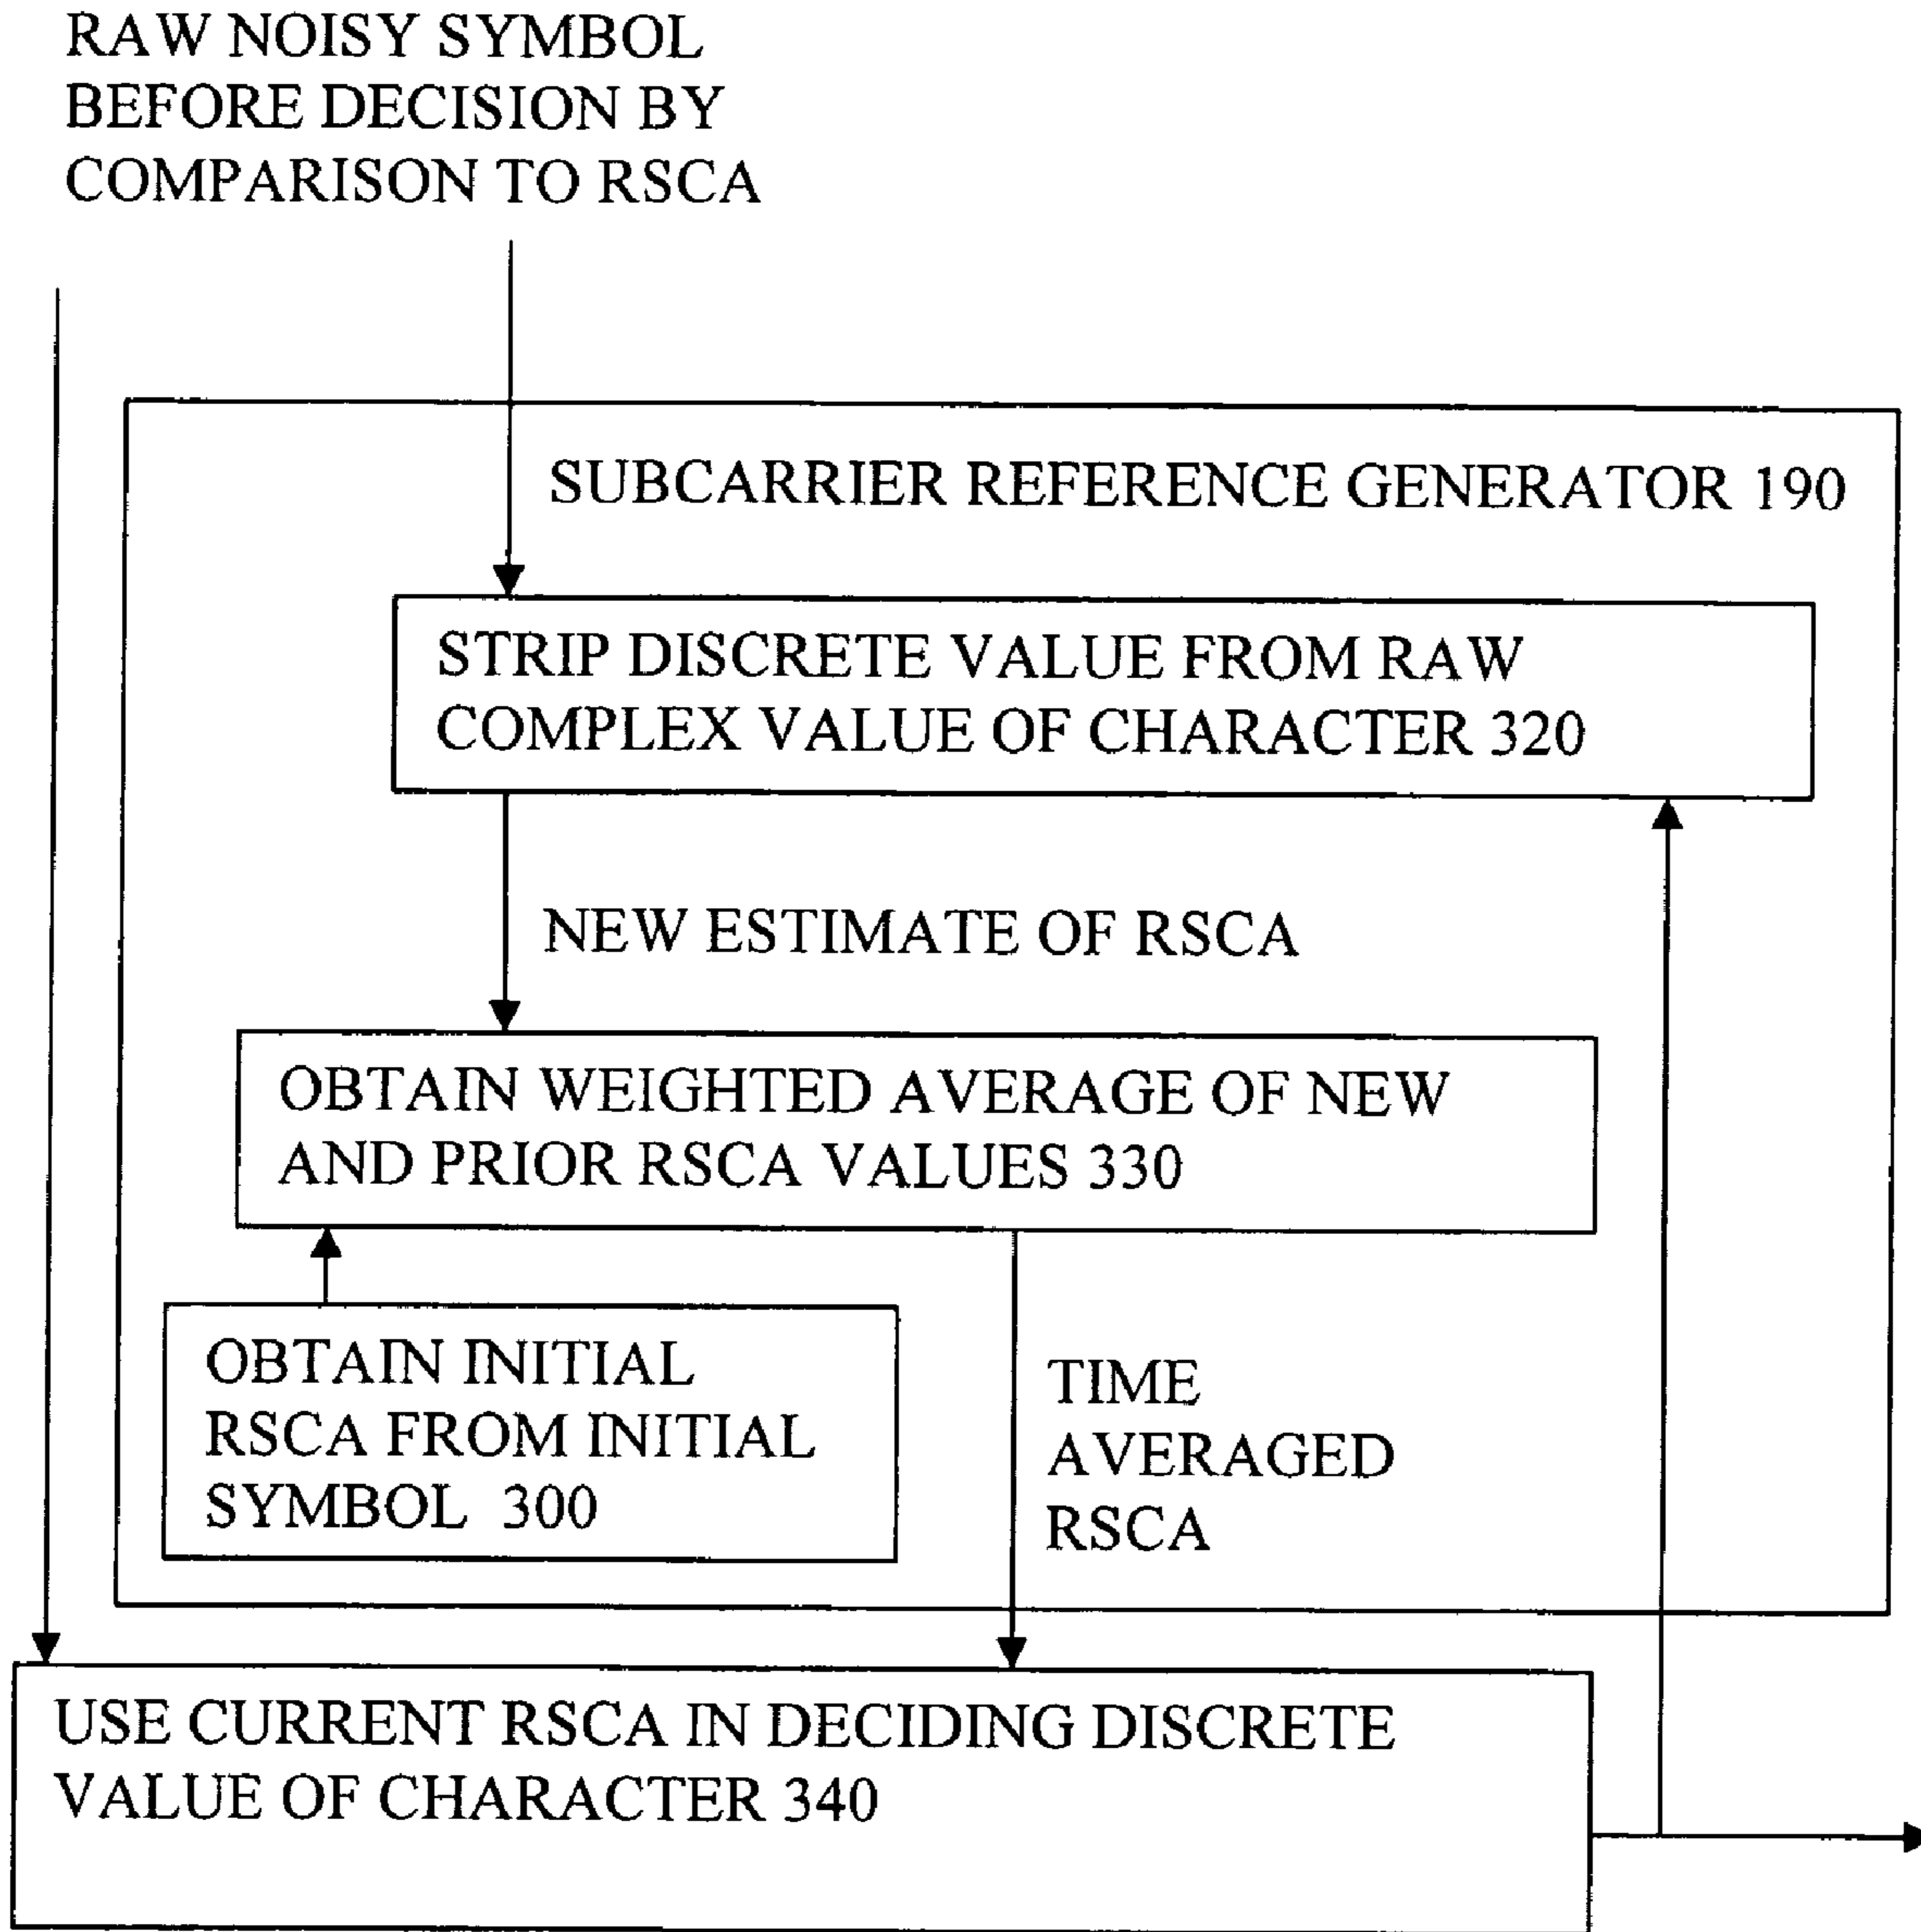 RAW NOISY SYMBOL
BEFORE DECISION BY
COMPARISON TO RSCA
SUBCARRIER REFERENCE GENERATOR 190
STRIP DISCRETE VALUE FROM RAW
COMPLEX VALUE OF CHARACTER 320
NEW ESTIMATE OF RSCA
OBTAIN WEIGHTED AVERAGE OF NEW
AND PRIOR RSCA VALUES 330
OBTAIN INITIAL
RSCA FROM INITIAL
SYMBOL 300
TIME
AVERAGED
RSCA
USE CURRENT RSCA IN DECIDING DISCRETE
VALUE OF CHARACTER 340